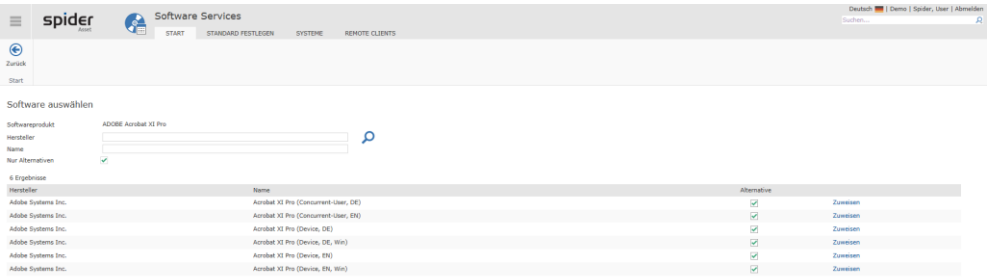 Deutsch | Demo | Spider, User | Abmelden
spider
Asset
Software Services
Suchen...
START STANDARD FESTLEGEN SYSTEME REMOTE CLIENTS
Zurück
Start
Software auswählen
Softwareprodukt ADOBE Acrobat XI Pro
Hersteller
Name
Nur Alternativen
6 Ergebnisse
Hersteller Name Alternative
Adobe Systems Inc. Acrobat XI Pro (Concurrent-User, DE) Zuweisen
Adobe Systems Inc. Acrobat XI Pro (Concurrent-User, EN) Zuweisen
Adobe Systems Inc. Acrobat XI Pro (Device, DE) Zuweisen
Adobe Systems Inc. Acrobat XI Pro (Device, DE, Win) Zuweisen
Adobe Systems Inc. Acrobat XI Pro (Device, EN) Zuweisen
Adobe Systems Inc. Acrobat XI Pro (Device, EN, Win) Zuweisen